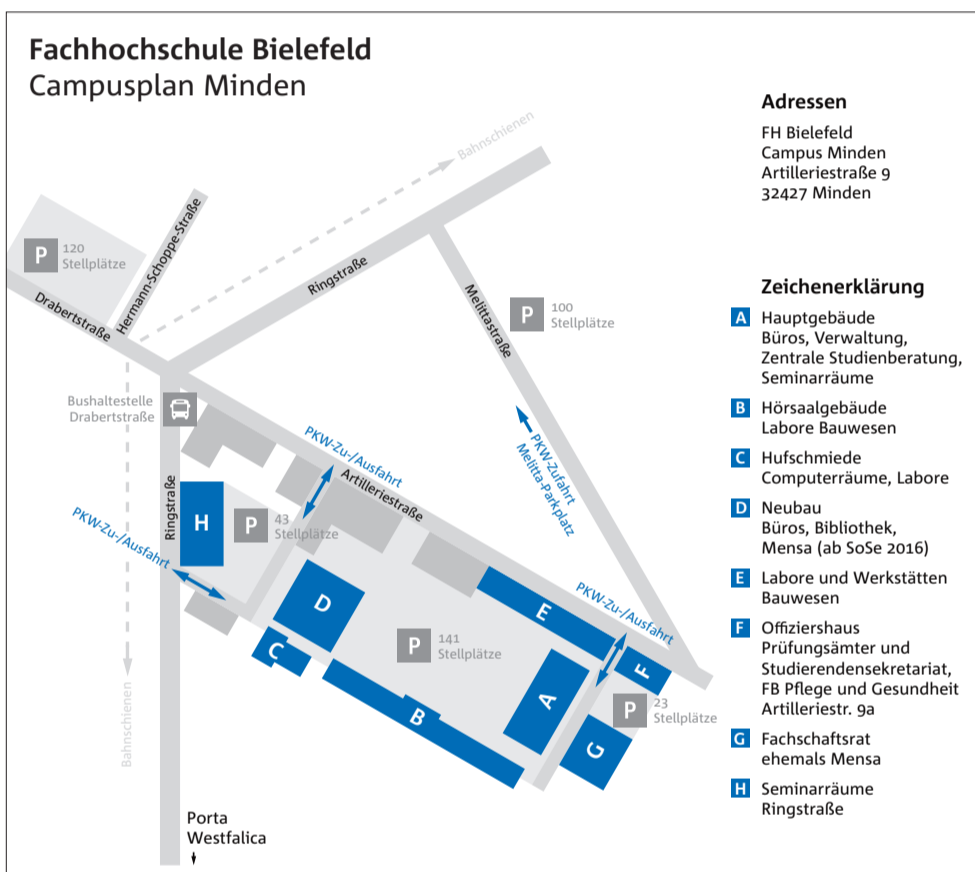 Fachhochschule Bielefeld
Campusplan Minden
Adressen
FH Bielefeld
Campus Minden
Artilleriestraße 9
32427 Minden
Zeichenerklärung
A Hauptgebäude
Büros, Verwaltung,
Zentrale Studienberatung,
Seminarräume
B Hörsaalgebäude
Labore Bauwesen
C Hufschmiede
Computerräume, Labore
D Neubau
Büros, Bibliothek,
Mensa (ab SoSe 2016)
E Labore und Werkstätten
Bauwesen
F Offiziershaus
Prüfungsämter und
Studierendensekretariat,
FB Pflege und Gesundheit
Artilleriestr. 9a
G Fachschaftsrat
ehemals Mensa
H Seminarräume
Ringstraße
Bahnschienen
Hermann-Schoppe-Straße
P 120
Stellplätze
Drabertstraße
Ringstraße
Melittastraße
P 100
Stellplätze
Bushaltestelle
Drabertstraße
PKW-Zu-/Ausfahrt
Artilleriestraße
PKW-Zufahrt
Melitta-Parkplatz
Ringstraße
H
P 43
Stellplätze
PKW-Zu-/Ausfahrt
D
E
PKW-Zu-/Ausfahrt
P 141
Stellplätze
C
F
A
B
P 23
Stellplätze
G
Bahnschienen
Porta
Westfalica